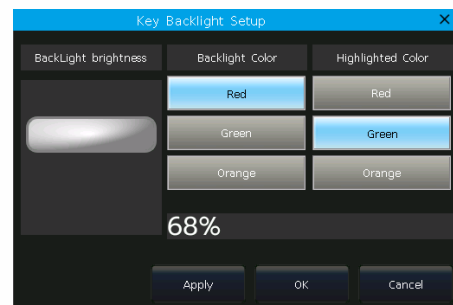 Key Backlight Setup
BackLight brightness
Backlight Color
Highlighted Color
Red
Red
Green
Green
Orange
Orange
68%
Apply
OK
Cancel